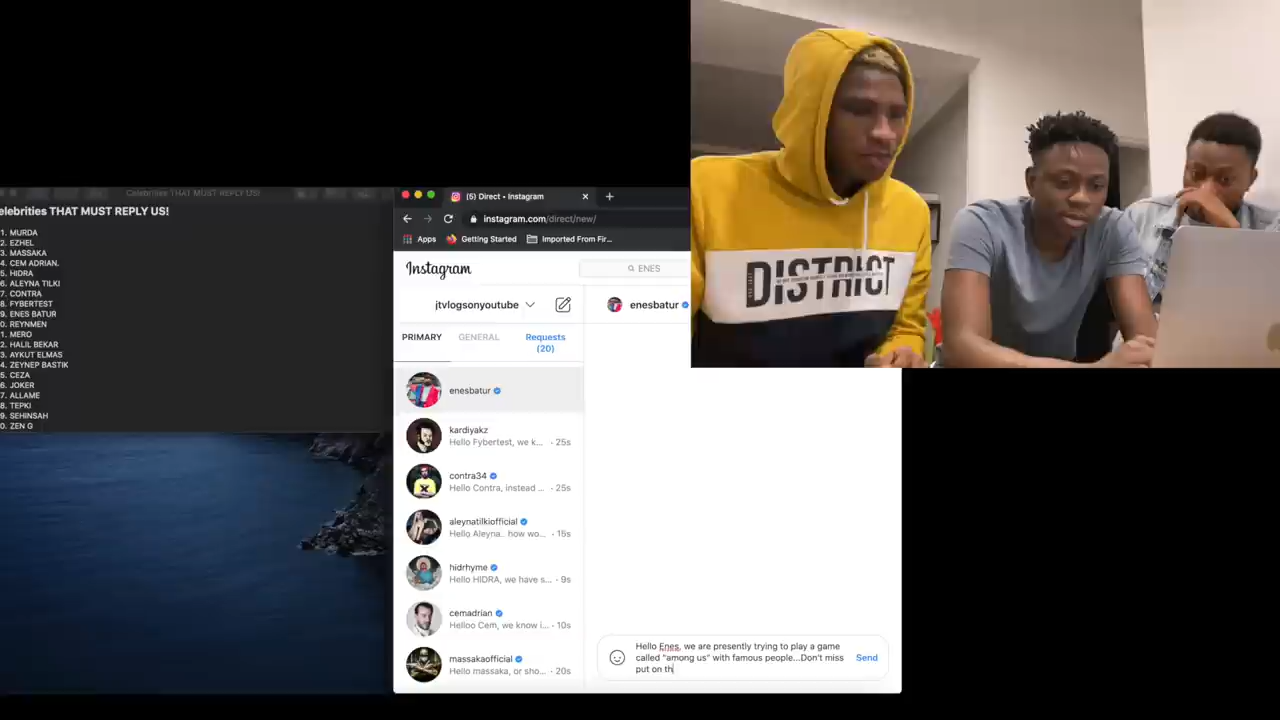 Celebrities THAT MUST REPLY US!
elebrities THAT MUST REPLY US!
1. MURDA
2. EZHEL
3. MASSAKA
4. CEM ADRIAN.
5. HIDRA
6. ALEYNA TILKI
7. CONTRA
8. FYBERTEST
9. ENES BATUR
0. REYNMEN
1. MERO
2. HALIL BEKAR
3. AYKUT ELMAS
4. ZEYNEP BASTIK
5. CEZA
6. JOKER
7. ALLAME
8. TEPKI
9. SEHINSAH
0. ZEN G
(5) Direct • Instagram
instagram.com/direct/new/
Apps
Getting Started
Imported From Fir...
Instagram
ENES
jtvlogsonyoutube
enesbatur
PRIMARY
GENERAL
Requests
(20)
enesbatur
kardiyakz
Hello Fybertest, we k... · 25s
contra34
Hello Contra, instead ... · 25s
aleynatilkiofficial
Hello Aleyna.. how wo... · 15s
hidrhyme
Hello HIDRA, we have s... · 9s
cemadrian
Helloo Cem, we know i... · 10s
massakaofficial
Hello massaka, or sho... · 20s
Hello Enes, we are presently trying to play a game
called "among us" with famous people...Don't miss
put on th
Send
DISTRICT